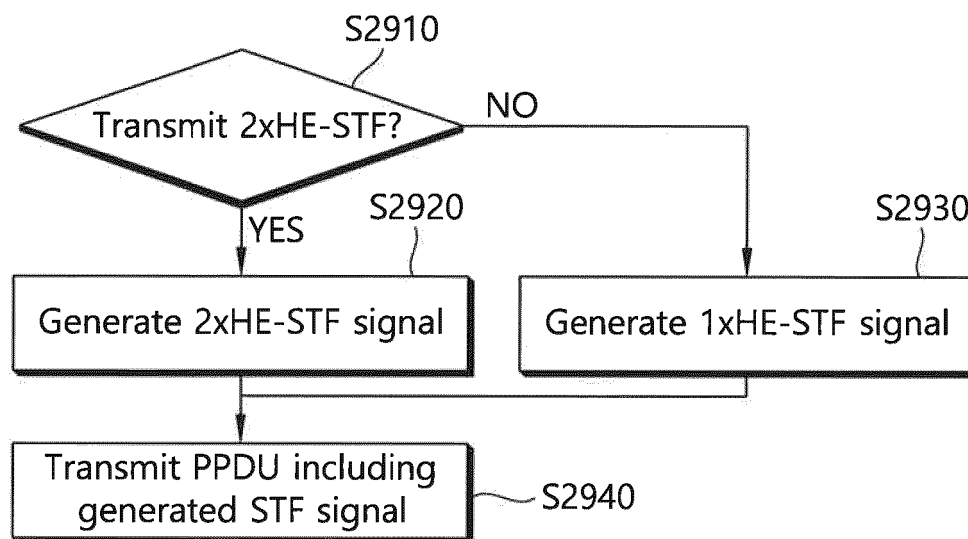 S2910
Transmit 2xHE-STF?
NO
YES
S2920
S2930
Generate 2xHE-STF signal
Generate 1xHE-STF signal
Transmit PPDU including
generated STF signal
S2940